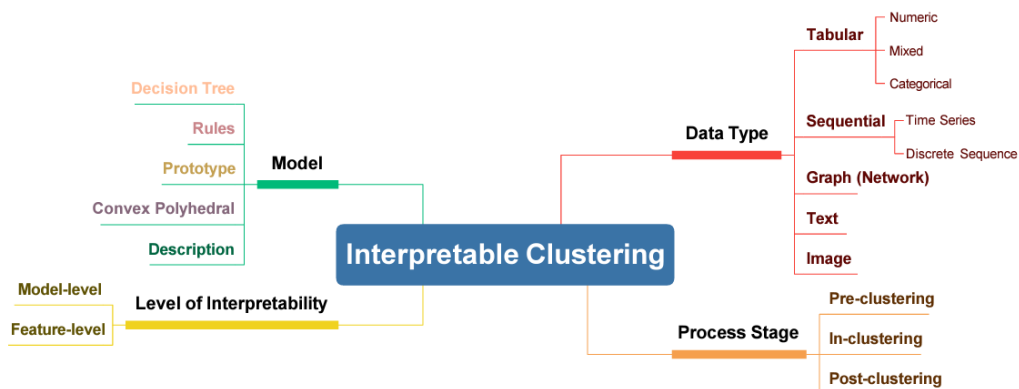 Interpretable Clustering
Model
Decision Tree
Rules
Prototype
Convex Polyhedral
Description
Level of Interpretability
Model-level
Feature-level
Data Type
Tabular
Numeric
Mixed
Categorical
Sequential
Time Series
Discrete Sequence
Graph (Network)
Text
Image
Process Stage
Pre-clustering
In-clustering
Post-clustering